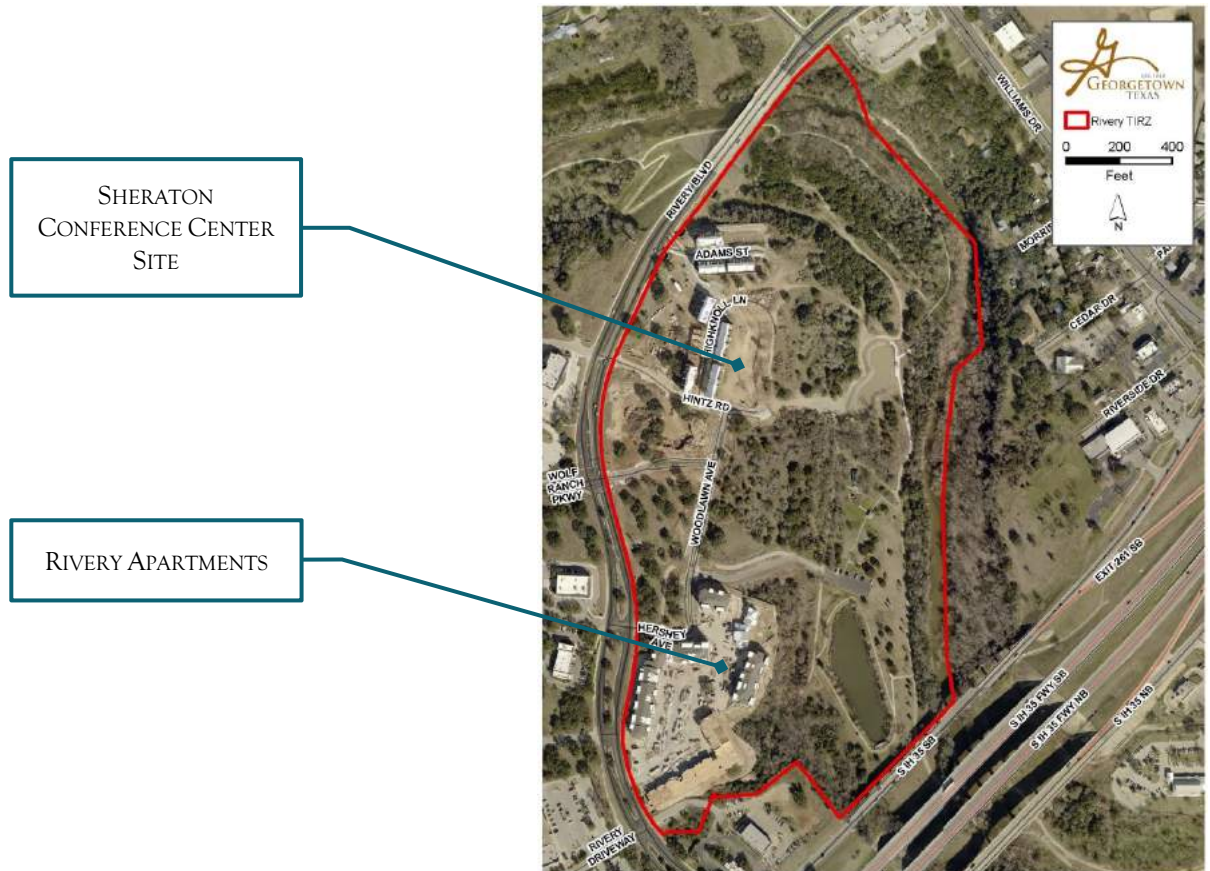 SHERATON
CONFERENCE CENTER
SITE
RIVERY APARTMENTS
GEORGETOWN
TEXAS
Rivery TIRZ
0 200 400
Feet
N
WILLIAMS DR
RIVERY BLVD
ADAMS ST
HIGHKNOLL LN
HINTZ RD
CEDAR DR
RIVERSIDE DR
WOLF
RANCH
PKWY
WOODLAWN AVE
EXIT 261 SB
HERSHEY
AVE
S IH 35 FWY SB
S IH 35 FWY NB
S IH 35 NB
S IH 35 SB
RIVERY
DRIVEWAY